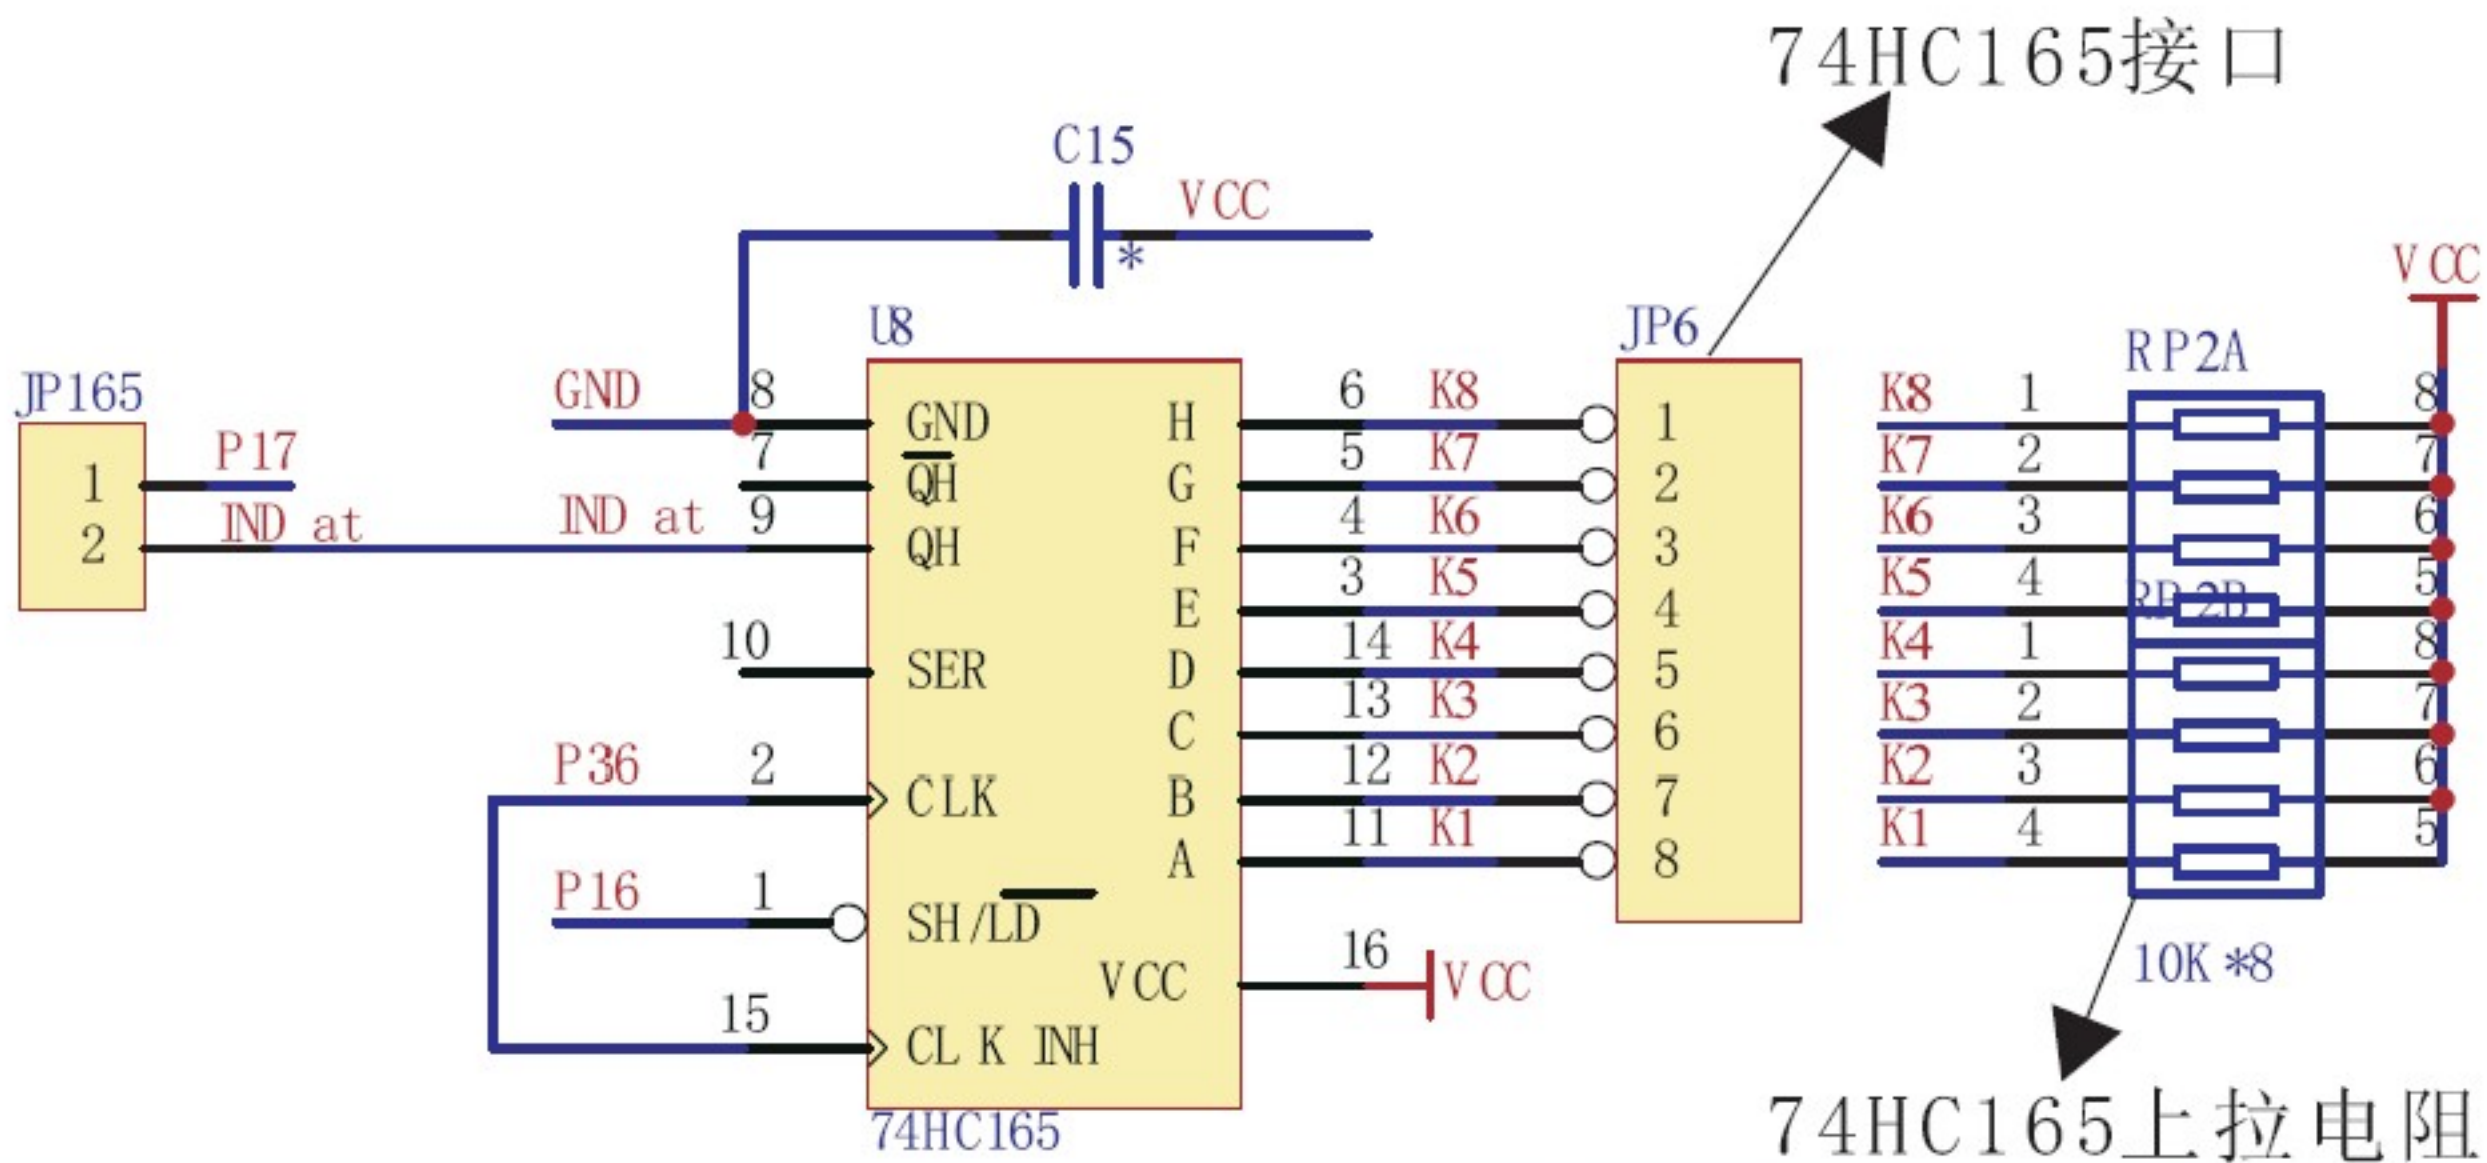 74HC165接口
C15
VCC
*
VCC
U8
JP6
RP2A
JP165
GND 8 GND H 6 K8 1 K8 1 8
1 P17 7 QH G 5 K7 2 K7 2 7
2 IND at IND at 9 QH F 4 K6 3 K6 3 6
E 3 K5 4 K5 4 5
RP2B
10 SER D 14 K4 5 K4 1 8
C 13 K3 6 K3 2 7
P36 2 CLK B 12 K2 7 K2 3 6
A 11 K1 8 K1 4 5
P16 1 SH/LD
VCC 16 VCC
10K*8
15 CLK INH
74HC165
74HC165上拉电阻